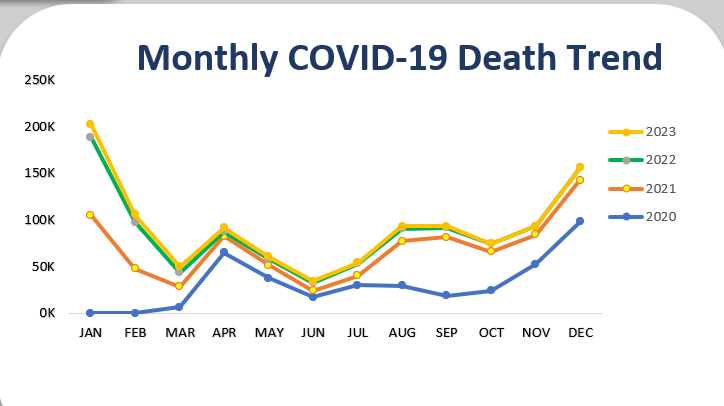 Monthly COVID-19 Death Trend
250K
200K
150K
100K
50K
0K
JAN FEB MAR APR MAY JUN JUL AUG SEP OCT NOV DEC
2023
2022
2021
2020